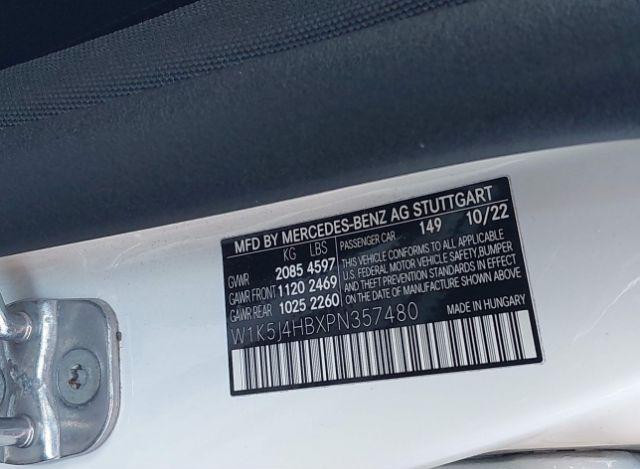 MFD BY MERCEDES-BENZ AG STUTTGART
KG LBS PASSENGER CAR 149 10/22
GVWR 2085 4597 THIS VEHICLE CONFORMS TO ALL APPLICABLE
GAWR FRONT 1120 2469 U.S. FEDERAL MOTOR VEHICLE SAFETY, BUMPER
GAWR REAR 1025 2260 AND THEFT PREVENTION STANDARDS IN EFFECT
ON THE DATE OF MANUFACTURE SHOWN ABOVE
W1K5J4HBXPN357480 MADE IN HUNGARY